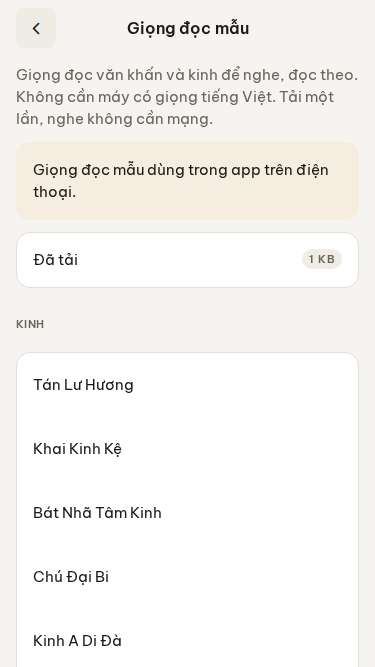 Giọng đọc mẫu
Giọng đọc văn khấn và kinh để nghe, đọc theo.
Không cần máy có giọng tiếng Việt. Tải một
lần, nghe không cần mạng.
Giọng đọc mẫu dùng trong app trên điện
thoại.
Đã tải
1 KB
KINH
Tán Lư Hương
Khai Kinh Kệ
Bát Nhã Tâm Kinh
Chú Đại Bi
Kinh A Di Đà